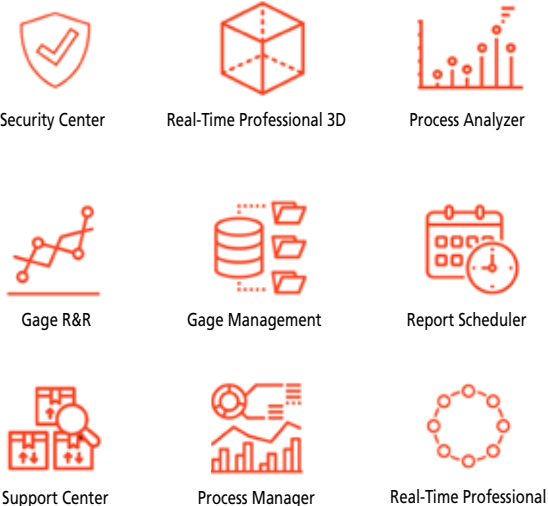 Security Center
Real-Time Professional 3D
Process Analyzer
Gage R&R
Gage Management
Report Scheduler
Support Center
Process Manager
Real-Time Professional